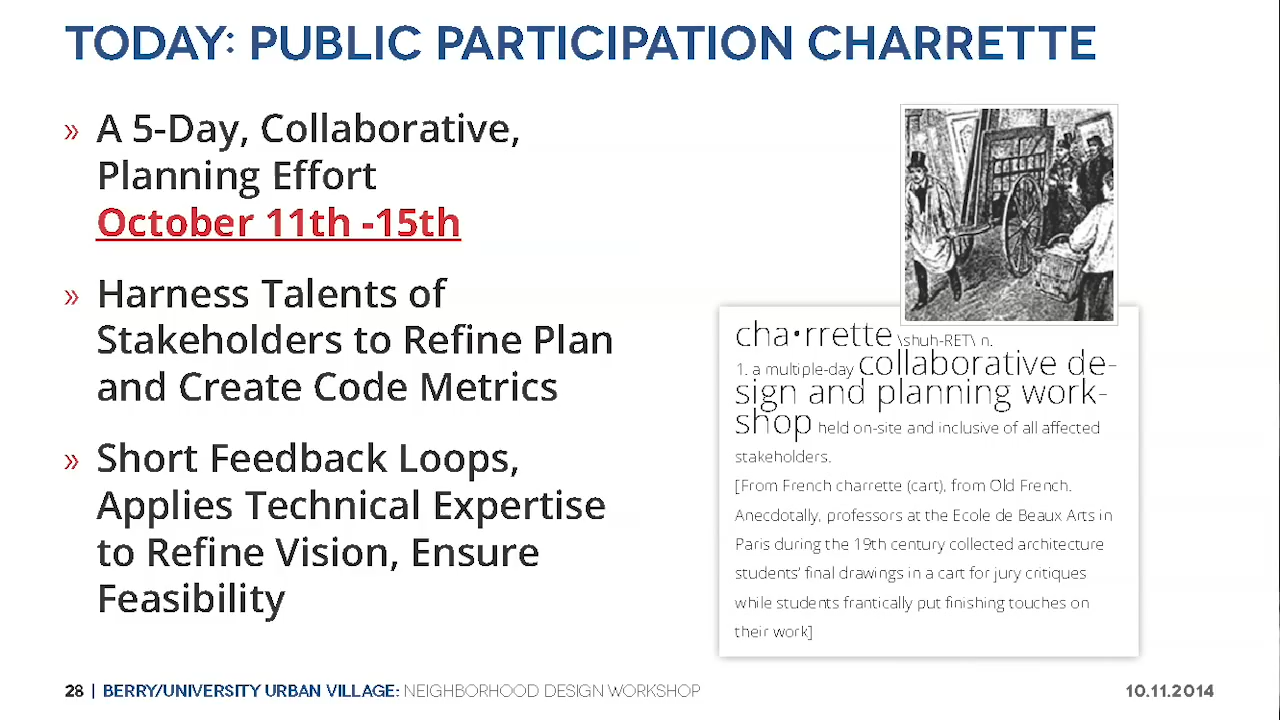 TODAY: PUBLIC PARTICIPATION CHARRETTE
» A 5-Day, Collaborative,
Planning Effort
October 11th -15th
» Harness Talents of
Stakeholders to Refine Plan
and Create Code Metrics
» Short Feedback Loops,
Applies Technical Expertise
to Refine Vision, Ensure
Feasibility
cha•rrette \shuh-RET\ n.
1. a multiple-day collaborative de-
sign and planning work-
shop held on-site and inclusive of all affected
stakeholders.
[From French charrette (cart), from Old French.
Anecdotally, professors at the Ecole de Beaux Arts in
Paris during the 19th century collected architecture
students’ final drawings in a cart for jury critiques
while students frantically put finishing touches on
their work]
28 | BERRY/UNIVERSITY URBAN VILLAGE: NEIGHBORHOOD DESIGN WORKSHOP
10.11.2014